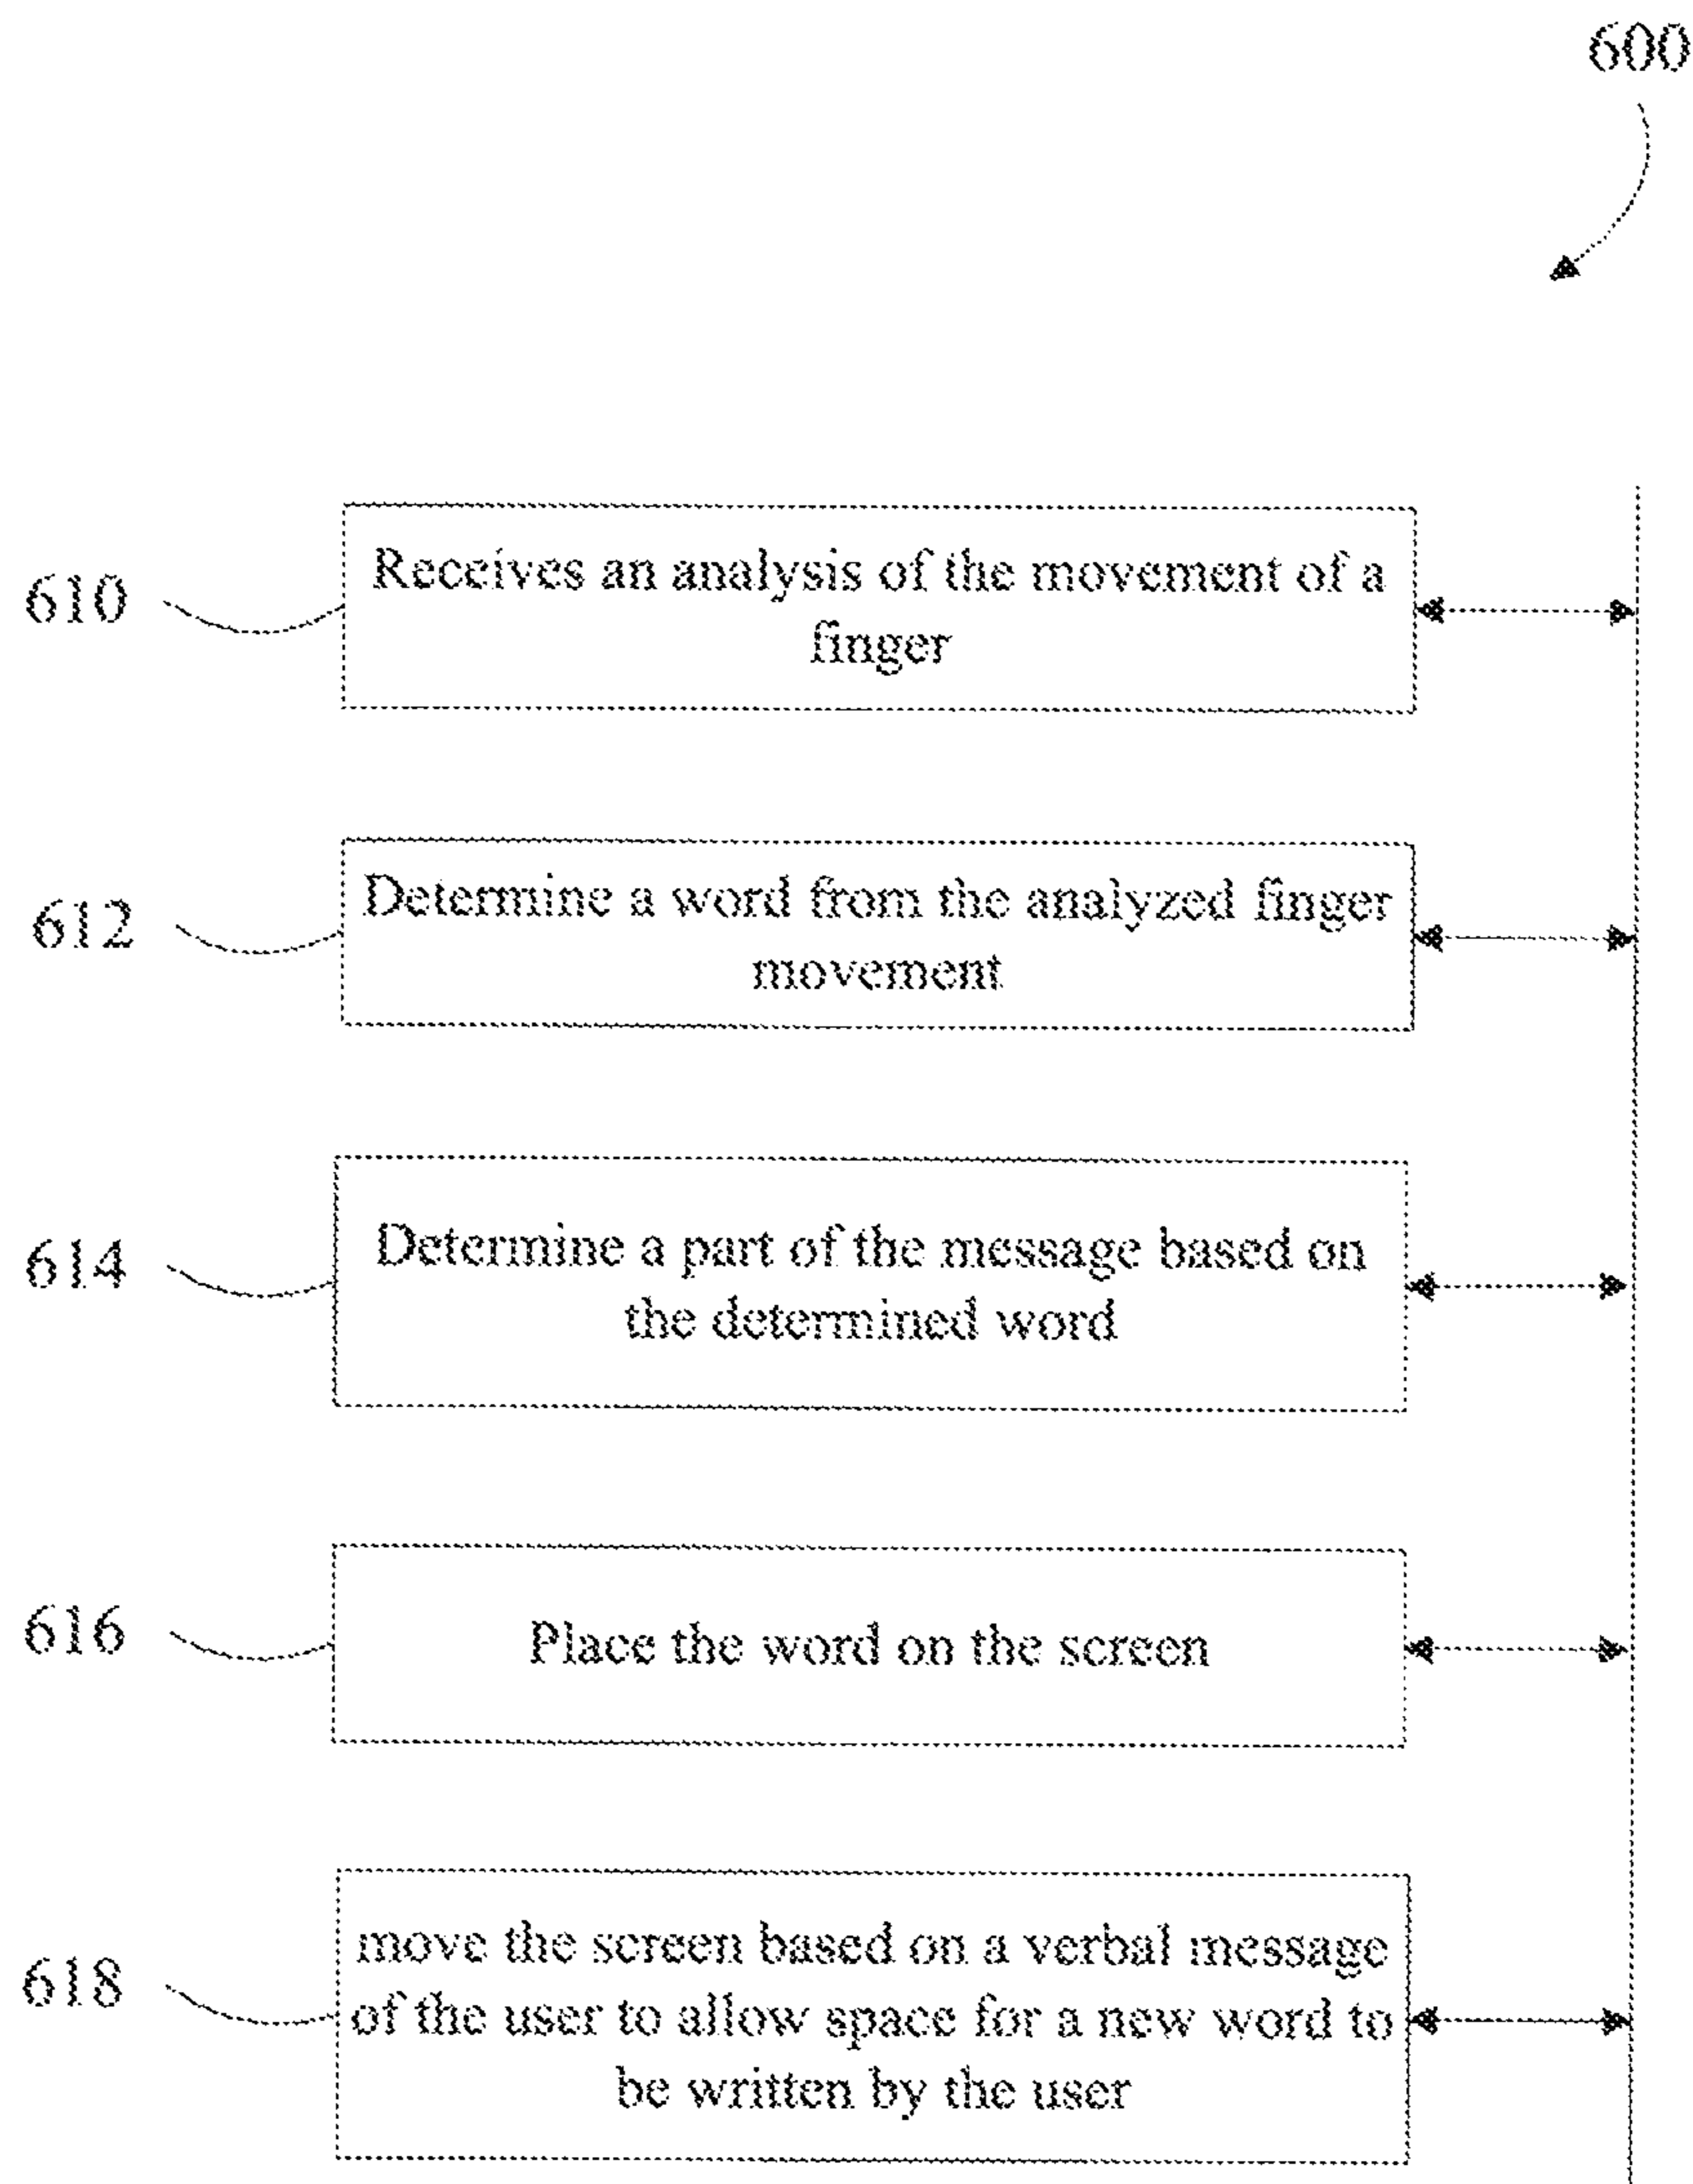 600
610
Receives an analysis of the movement of a
finger
612
Determine a word from the analyzed finger
movement
614
Determine a part of the message based on
the determined word
616
Place the word on the screen
618
move the screen based on a verbal message
of the user to allow space for a new word to
be written by the user